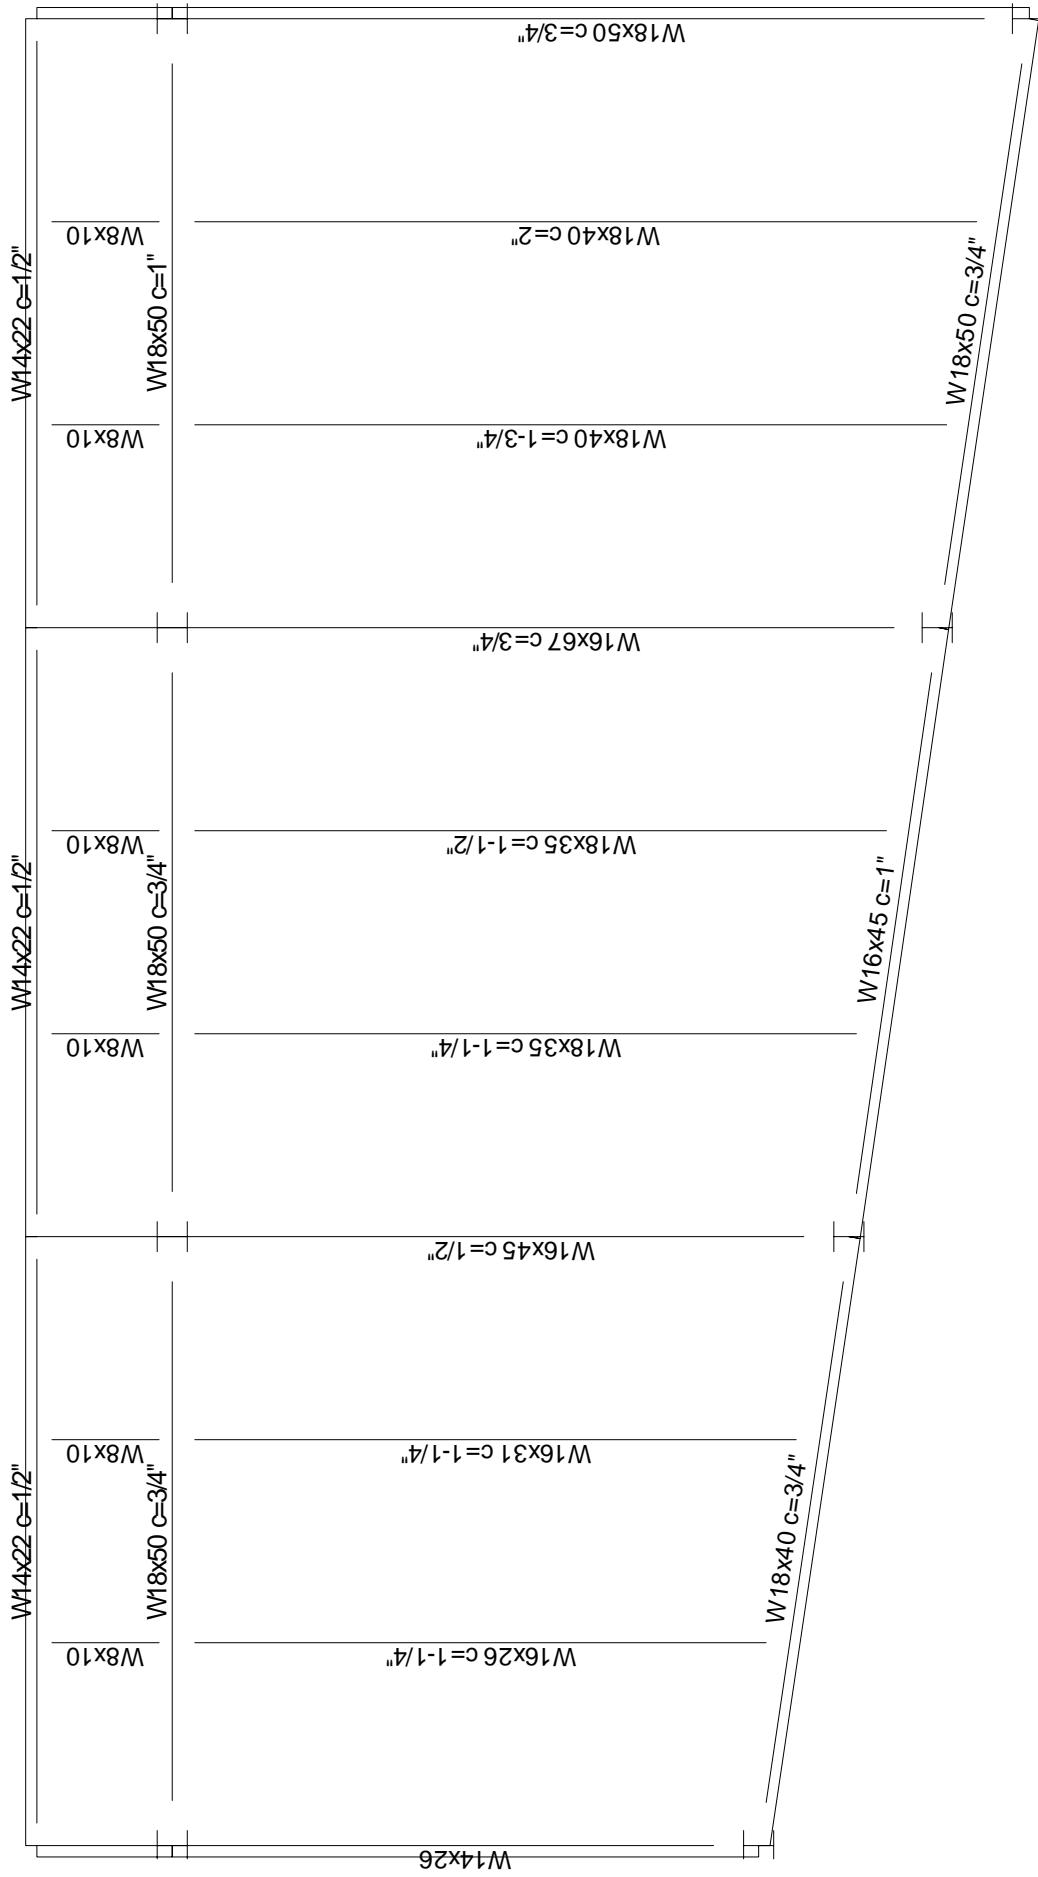 W18x50 c=3/4"
W8x10
W18x40 c=2"
W14x22 c=1/2"
W18x50 c=1"
W18x50 c=3/4"
W8x10
W18x40 c=1-3/4"
W16x67 c=3/4"
W8x10
W18x35 c=1-1/2"
W14x22 c=1/2"
W18x50 c=3/4"
W16x45 c=1"
W8x10
W18x35 c=1-1/4"
W16x45 c=1/2"
W8x10
W16x31 c=1-1/4"
W14x22 c=1/2"
W18x50 c=3/4"
W18x40 c=3/4"
W8x10
W16x26 c=1-1/4"
W14x26